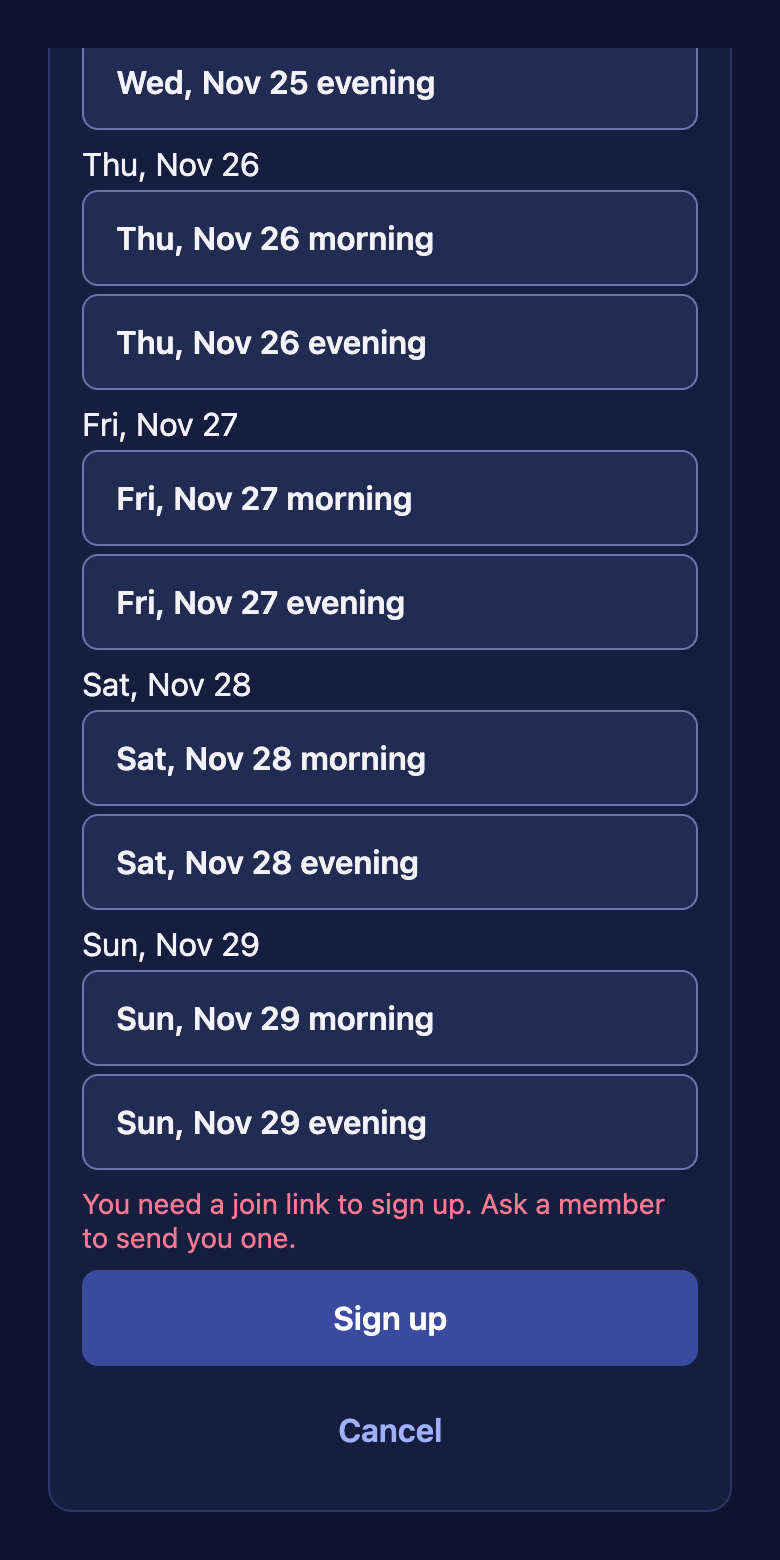 Wed, Nov 25 evening
Thu, Nov 26
Thu, Nov 26 morning
Thu, Nov 26 evening
Fri, Nov 27
Fri, Nov 27 morning
Fri, Nov 27 evening
Sat, Nov 28
Sat, Nov 28 morning
Sat, Nov 28 evening
Sun, Nov 29
Sun, Nov 29 morning
Sun, Nov 29 evening
You need a join link to sign up. Ask a member
to send you one.
Sign up
Cancel